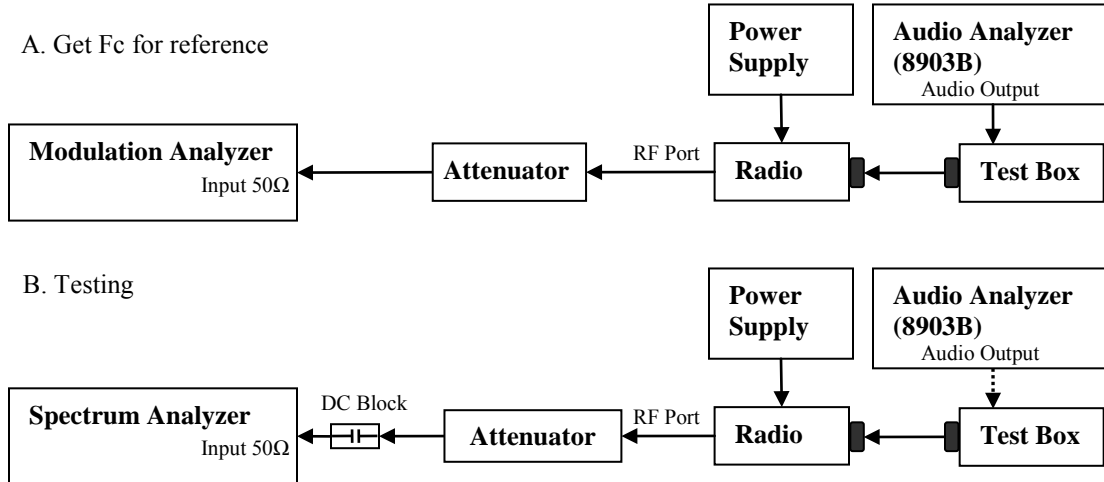 A. Get Fc for reference
Power
Supply
Audio Analyzer
(8903B)
Audio Output
Modulation Analyzer
Input 50Ω
Attenuator
RF Port
Radio
Test Box
B. Testing
Power
Supply
Audio Analyzer
(8903B)
Audio Output
Spectrum Analyzer
Input 50Ω
DC Block
Attenuator
RF Port
Radio
Test Box